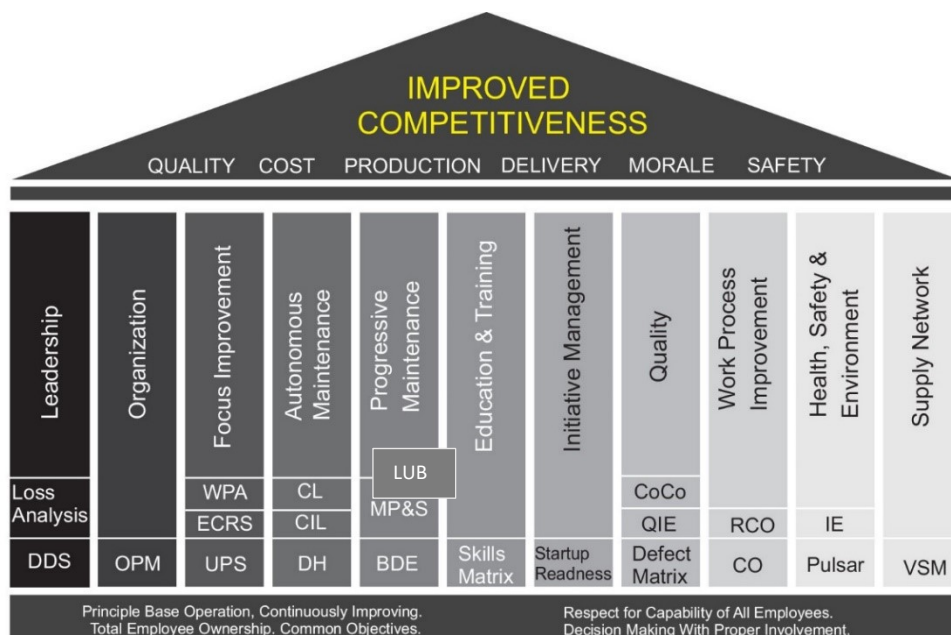 IMPROVED
COMPETITIVENESS
QUALITY COST PRODUCTION DELIVERY MORALE SAFETY
Leadership
Organization
Focus Improvement
Autonomous
Maintenance
Progressive
Maintenance
Education & Training
Initiative Management
Quality
Work Process
Improvement
Health, Safety &
Environment
Supply Network
LUB
Loss
Analysis
WPA
CL
MP&S
CoCo
ECRS
CIL
QIE
RCO
IE
DDS
OPM
UPS
DH
BDE
Skills
Matrix
Startup
Readiness
Defect
Matrix
CO
Pulsar
VSM
Principle Base Operation, Continuously Improving.
Total Employee Ownership. Common Objectives.
Respect for Capability of All Employees.
Decision Making With Proper Involvement.